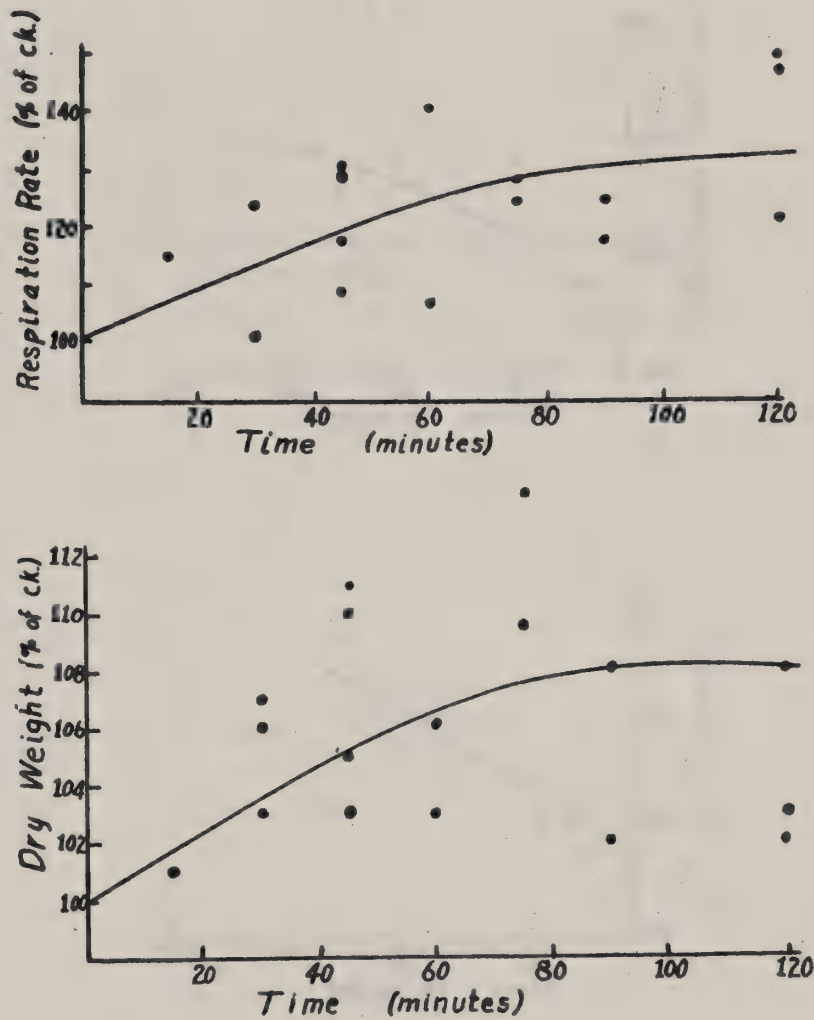 Respiration Rate (% of ck.)
140
120
100
20 40 60 80 100 120
Time (minutes)
Dry Weight (% of ck.)
112
110
108
106
104
102
100
20 40 60 80 100 120
Time (minutes)